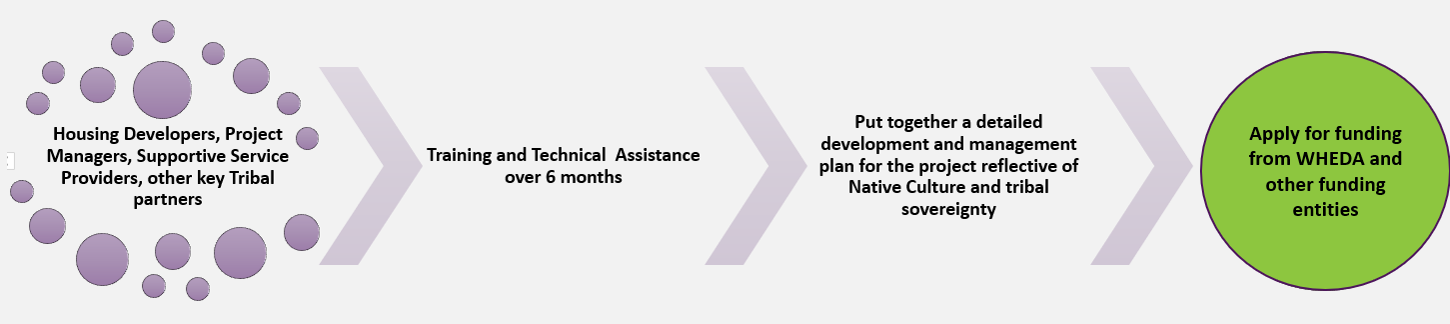 Housing Developers, Project
Managers, Supportive Service
Providers, other key Tribal
partners
Training and Technical Assistance
over 6 months
Put together a detailed
development and management
plan for the project reflective of
Native Culture and tribal
sovereignty
Apply for funding
from WHEDA and
other funding
entities